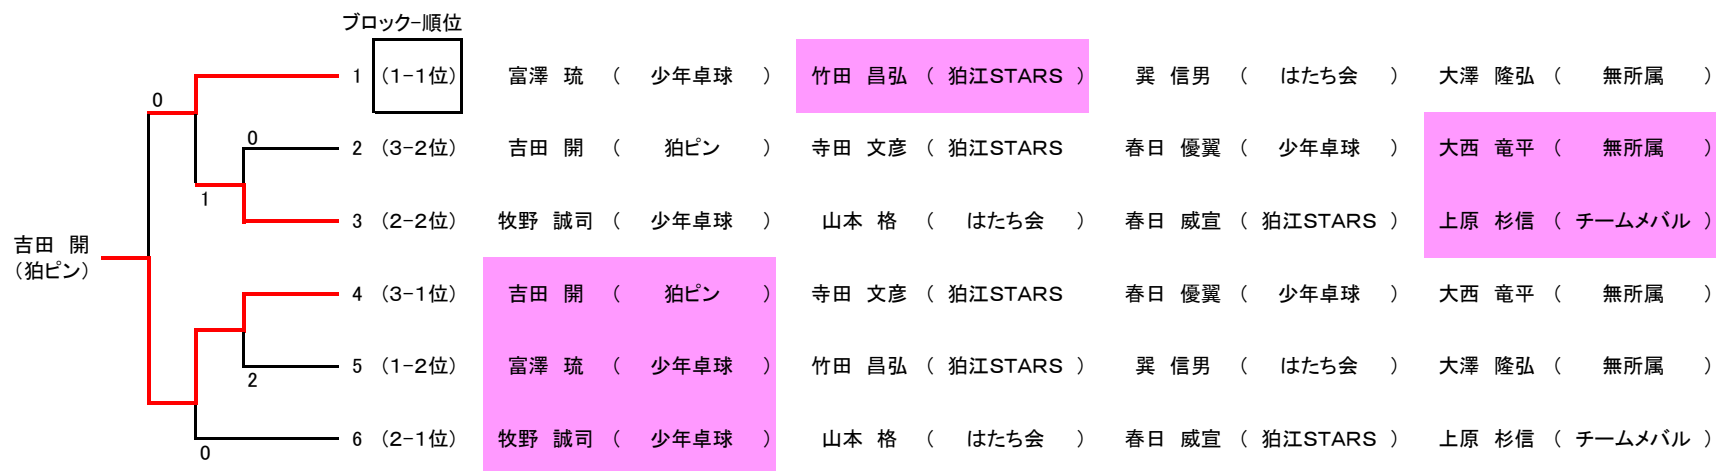 ブロック-順位
1 (1-1位) 富澤 琉 ( 少年卓球 ) 竹田 昌弘 ( 狛江STARS ) 巽 信男 ( はたち会 ) 大澤 隆弘 ( 無所属 )
0
0
2 (3-2位) 吉田 開 ( 狛ピン ) 寺田 文彦 ( 狛江STARS 春日 優翼 ( 少年卓球 ) 大西 竜平 ( 無所属 )
1
3 (2-2位) 牧野 誠司 ( 少年卓球 ) 山本 格 ( はたち会 ) 春日 威宣 ( 狛江STARS ) 上原 杉信 ( チームメバル )
吉田 開
(狛ピン)
4 (3-1位) 吉田 開 ( 狛ピン ) 寺田 文彦 ( 狛江STARS 春日 優翼 ( 少年卓球 ) 大西 竜平 ( 無所属 )
5 (1-2位) 富澤 琉 ( 少年卓球 ) 竹田 昌弘 ( 狛江STARS ) 巽 信男 ( はたち会 ) 大澤 隆弘 ( 無所属 )
2
6 (2-1位) 牧野 誠司 ( 少年卓球 ) 山本 格 ( はたち会 ) 春日 威宣 ( 狛江STARS ) 上原 杉信 ( チームメバル )
0